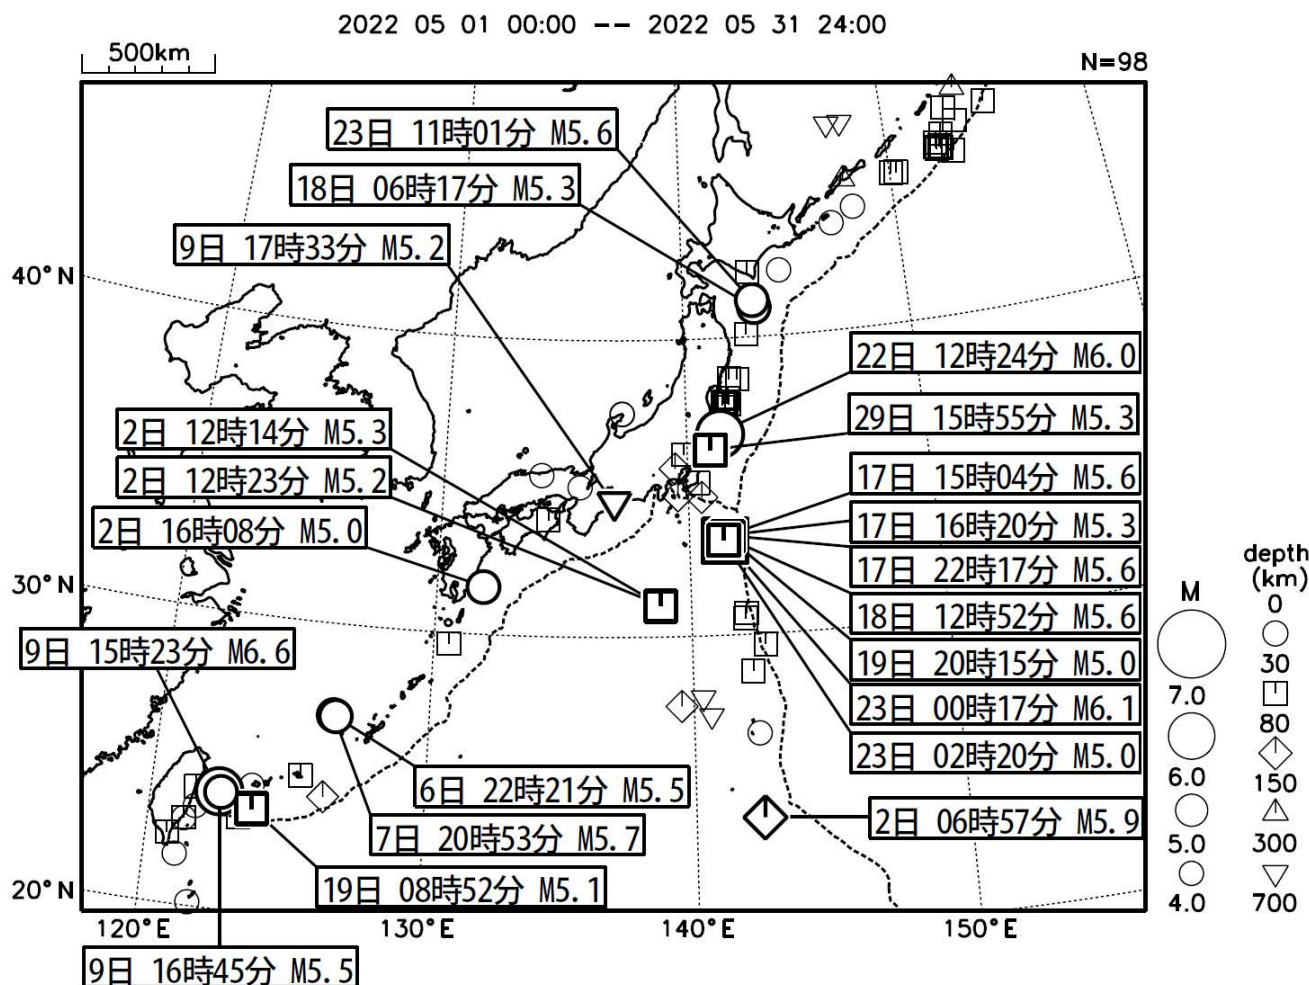 2022 05 01 00:00 -- 2022 05 31 24:00
500km
N=98
23日 11時01分 M5.6
18日 06時17分 M5.3
9日 17時33分 M5.2
40°N
22日 12時24分 M6.0
29日 15時55分 M5.3
2日 12時14分 M5.3
2日 12時23分 M5.2
2日 16時08分 M5.0
17日 15時04分 M5.6
17日 16時20分 M5.3
17日 22時17分 M5.6
18日 12時52分 M5.6
19日 20時15分 M5.0
23日 00時17分 M6.1
23日 02時20分 M5.0
30°N
9日 15時23分 M6.6
6日 22時21分 M5.5
7日 20時53分 M5.7
2日 06時57分 M5.9
19日 08時52分 M5.1
20°N
120°E
130°E
140°E
150°E
9日 16時45分 M5.5
M
7.0
6.0
5.0
4.0
depth
(km)
0
30
80
150
300
700